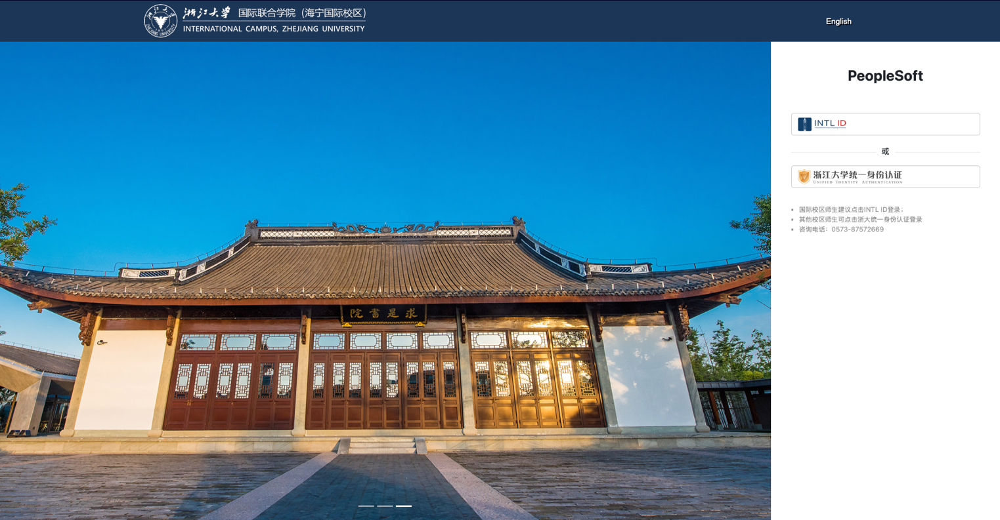 浙江大学 国际联合学院（海宁国际校区）
INTERNATIONAL CAMPUS, ZHEJIANG UNIVERSITY
ZHEJIANG UNIVERSITY
English
PeopleSoft
INTL ID
或
浙江大学统一身份认证
UNIFIED IDENTITY AUTHENTICATION
国际校区师生建议点击INTL ID登录；
其他校区师生可点击浙大统一身份认证登录
咨询电话：0573-87572669
院書是求